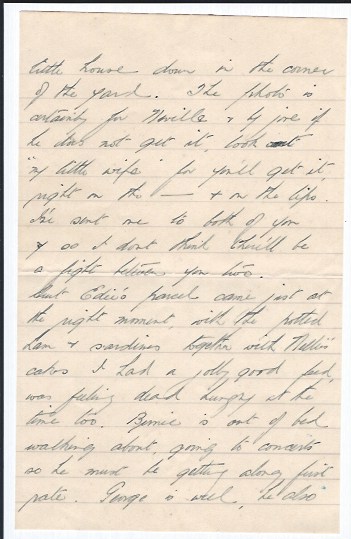 little house down in the corner
of the yard. The photo is
certainly for Neville & by jove if
he does not get it, look out
"my little wife" for you'll get it,
right on the — & on the lips.
I've sent one to both of you
& so I dont think there'll be
a fight between you two.
Aunt Edie's parcel came just at
the right moment, with the potted
ham & sardines together with Nellie's
cakes I had a jolly good feed,
was feeling dead hungry at the
time too. Bernie is out of bed
walking about, going to concerts
so he must be getting along first
rate. George is well, he also